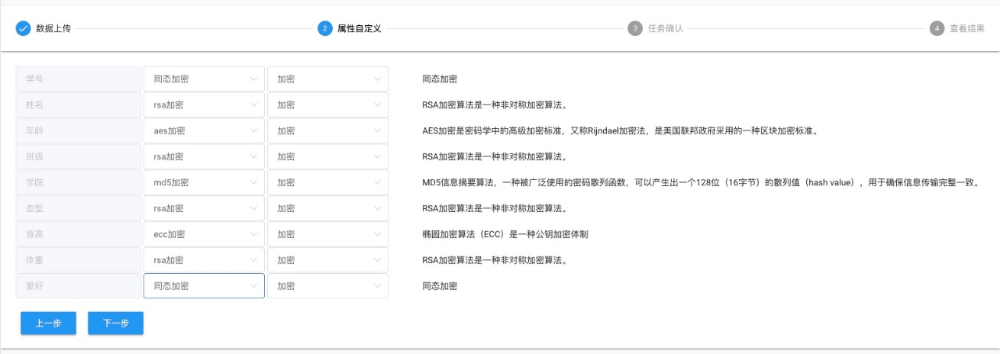 数据上传 2 属性自定义 3 任务确认 4 查看结果
学号 同态加密 加密 同态加密
姓名 rsa加密 加密 RSA加密算法是一种非对称加密算法。
年龄 aes加密 加密 AES加密是密码学中的高级加密标准，又称Rijndael加密法，是美国联邦政府采用的一种区块加密标准。
班级 rsa加密 加密 RSA加密算法是一种非对称加密算法。
学院 md5加密 加密 MD5信息摘要算法，一种被广泛使用的密码散列函数，可以产生出一个128位（16字节）的散列值（hash value），用于确保信息传输完整一致。
血型 rsa加密 加密 RSA加密算法是一种非对称加密算法。
身高 ecc加密 加密 椭圆加密算法（ECC）是一种公钥加密体制
体重 rsa加密 加密 RSA加密算法是一种非对称加密算法。
爱好 同态加密 加密 同态加密
上一步 下一步